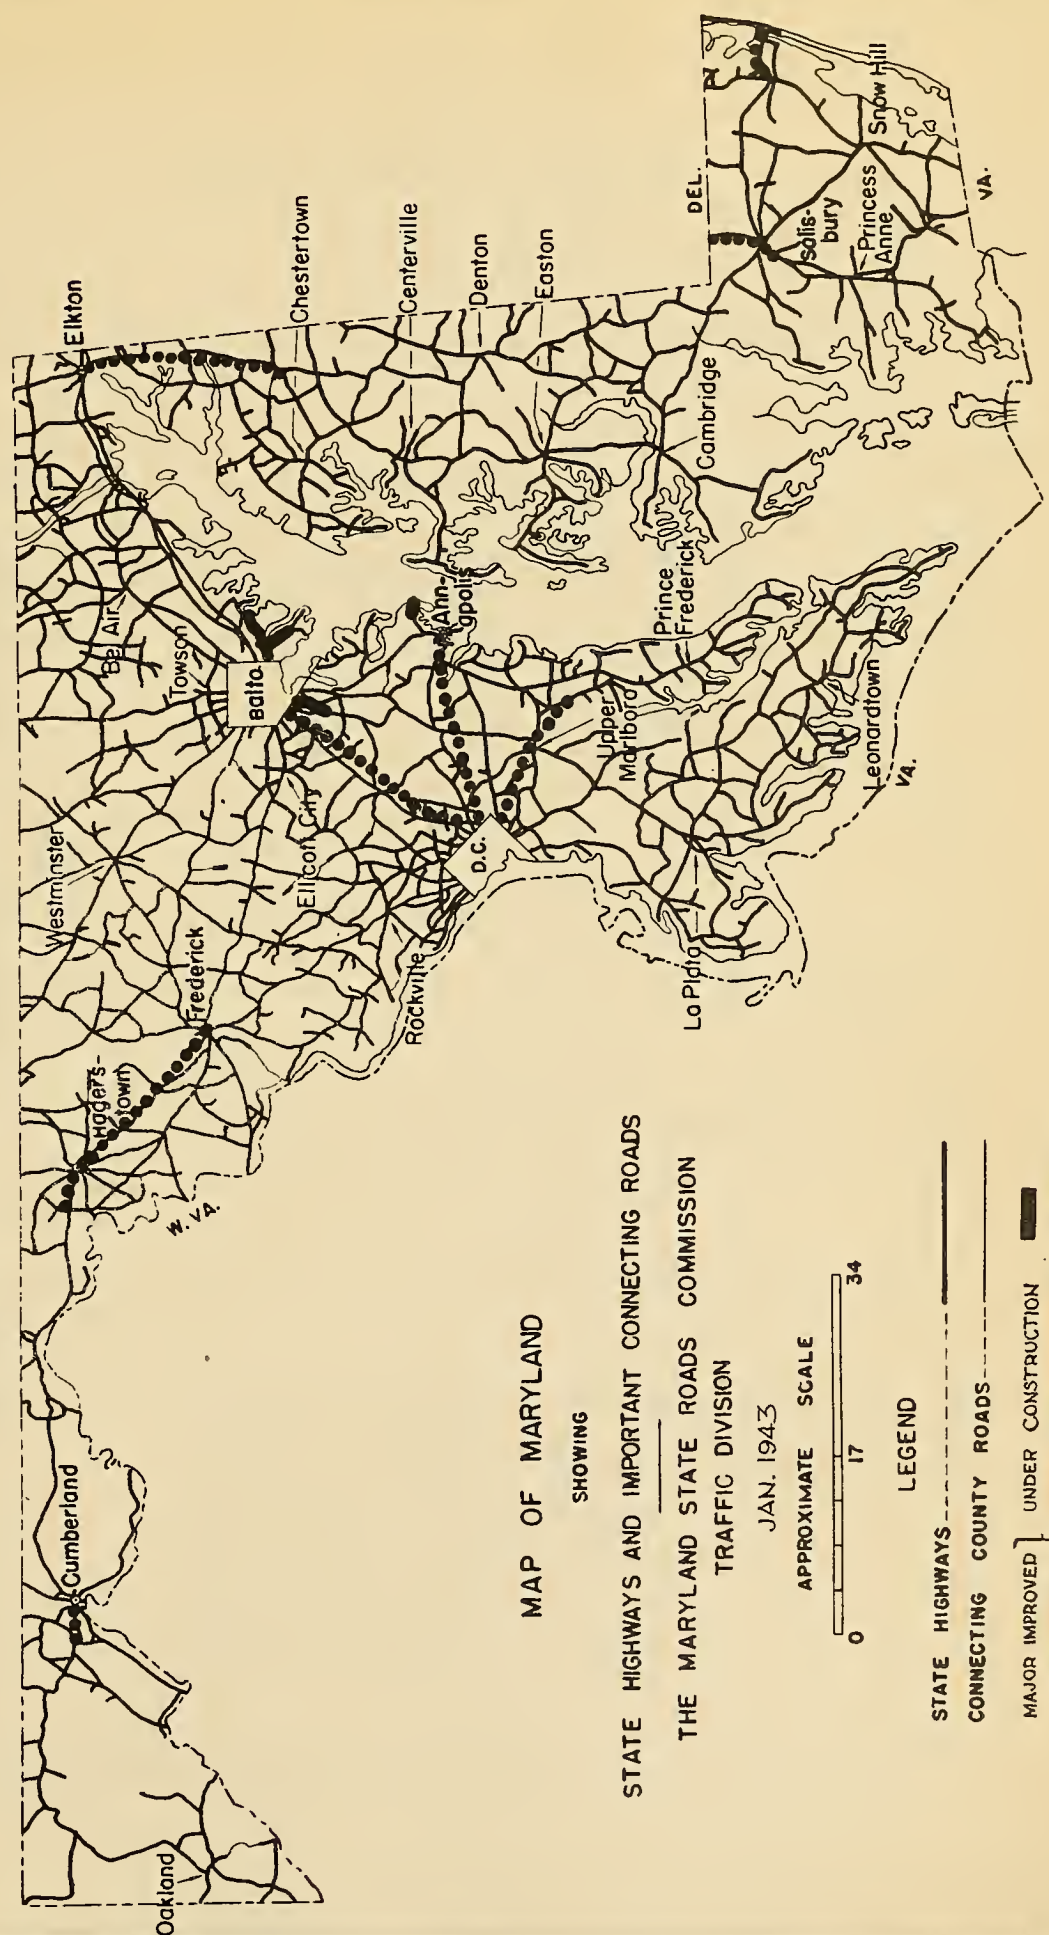 MAP OF MARYLAND
SHOWING
STATE HIGHWAYS AND IMPORTANT CONNECTING ROADS
THE MARYLAND STATE ROADS COMMISSION
TRAFFIC DIVISION
JAN. 1943
APPROXIMATE SCALE
0 17 34
LEGEND
STATE HIGHWAYS
CONNECTING COUNTY ROADS
MAJOR IMPROVED } UNDER CONSTRUCTION
Oakland
Cumberland
W. VA.
Hagers-
town
Frederick
Westminster
Rockville
Ellicott City
D.C.
Balto.
Towson
Bel Air
Elkton
Chestertown
Centerville
Denton
Easton
Ann-
apolis
Upper
Marlboro
Prince
Frederick
La Plata
Leonardtown
VA.
Cambridge
DEL.
Salis-
bury
Princess
Anne
Snow Hill
VA.